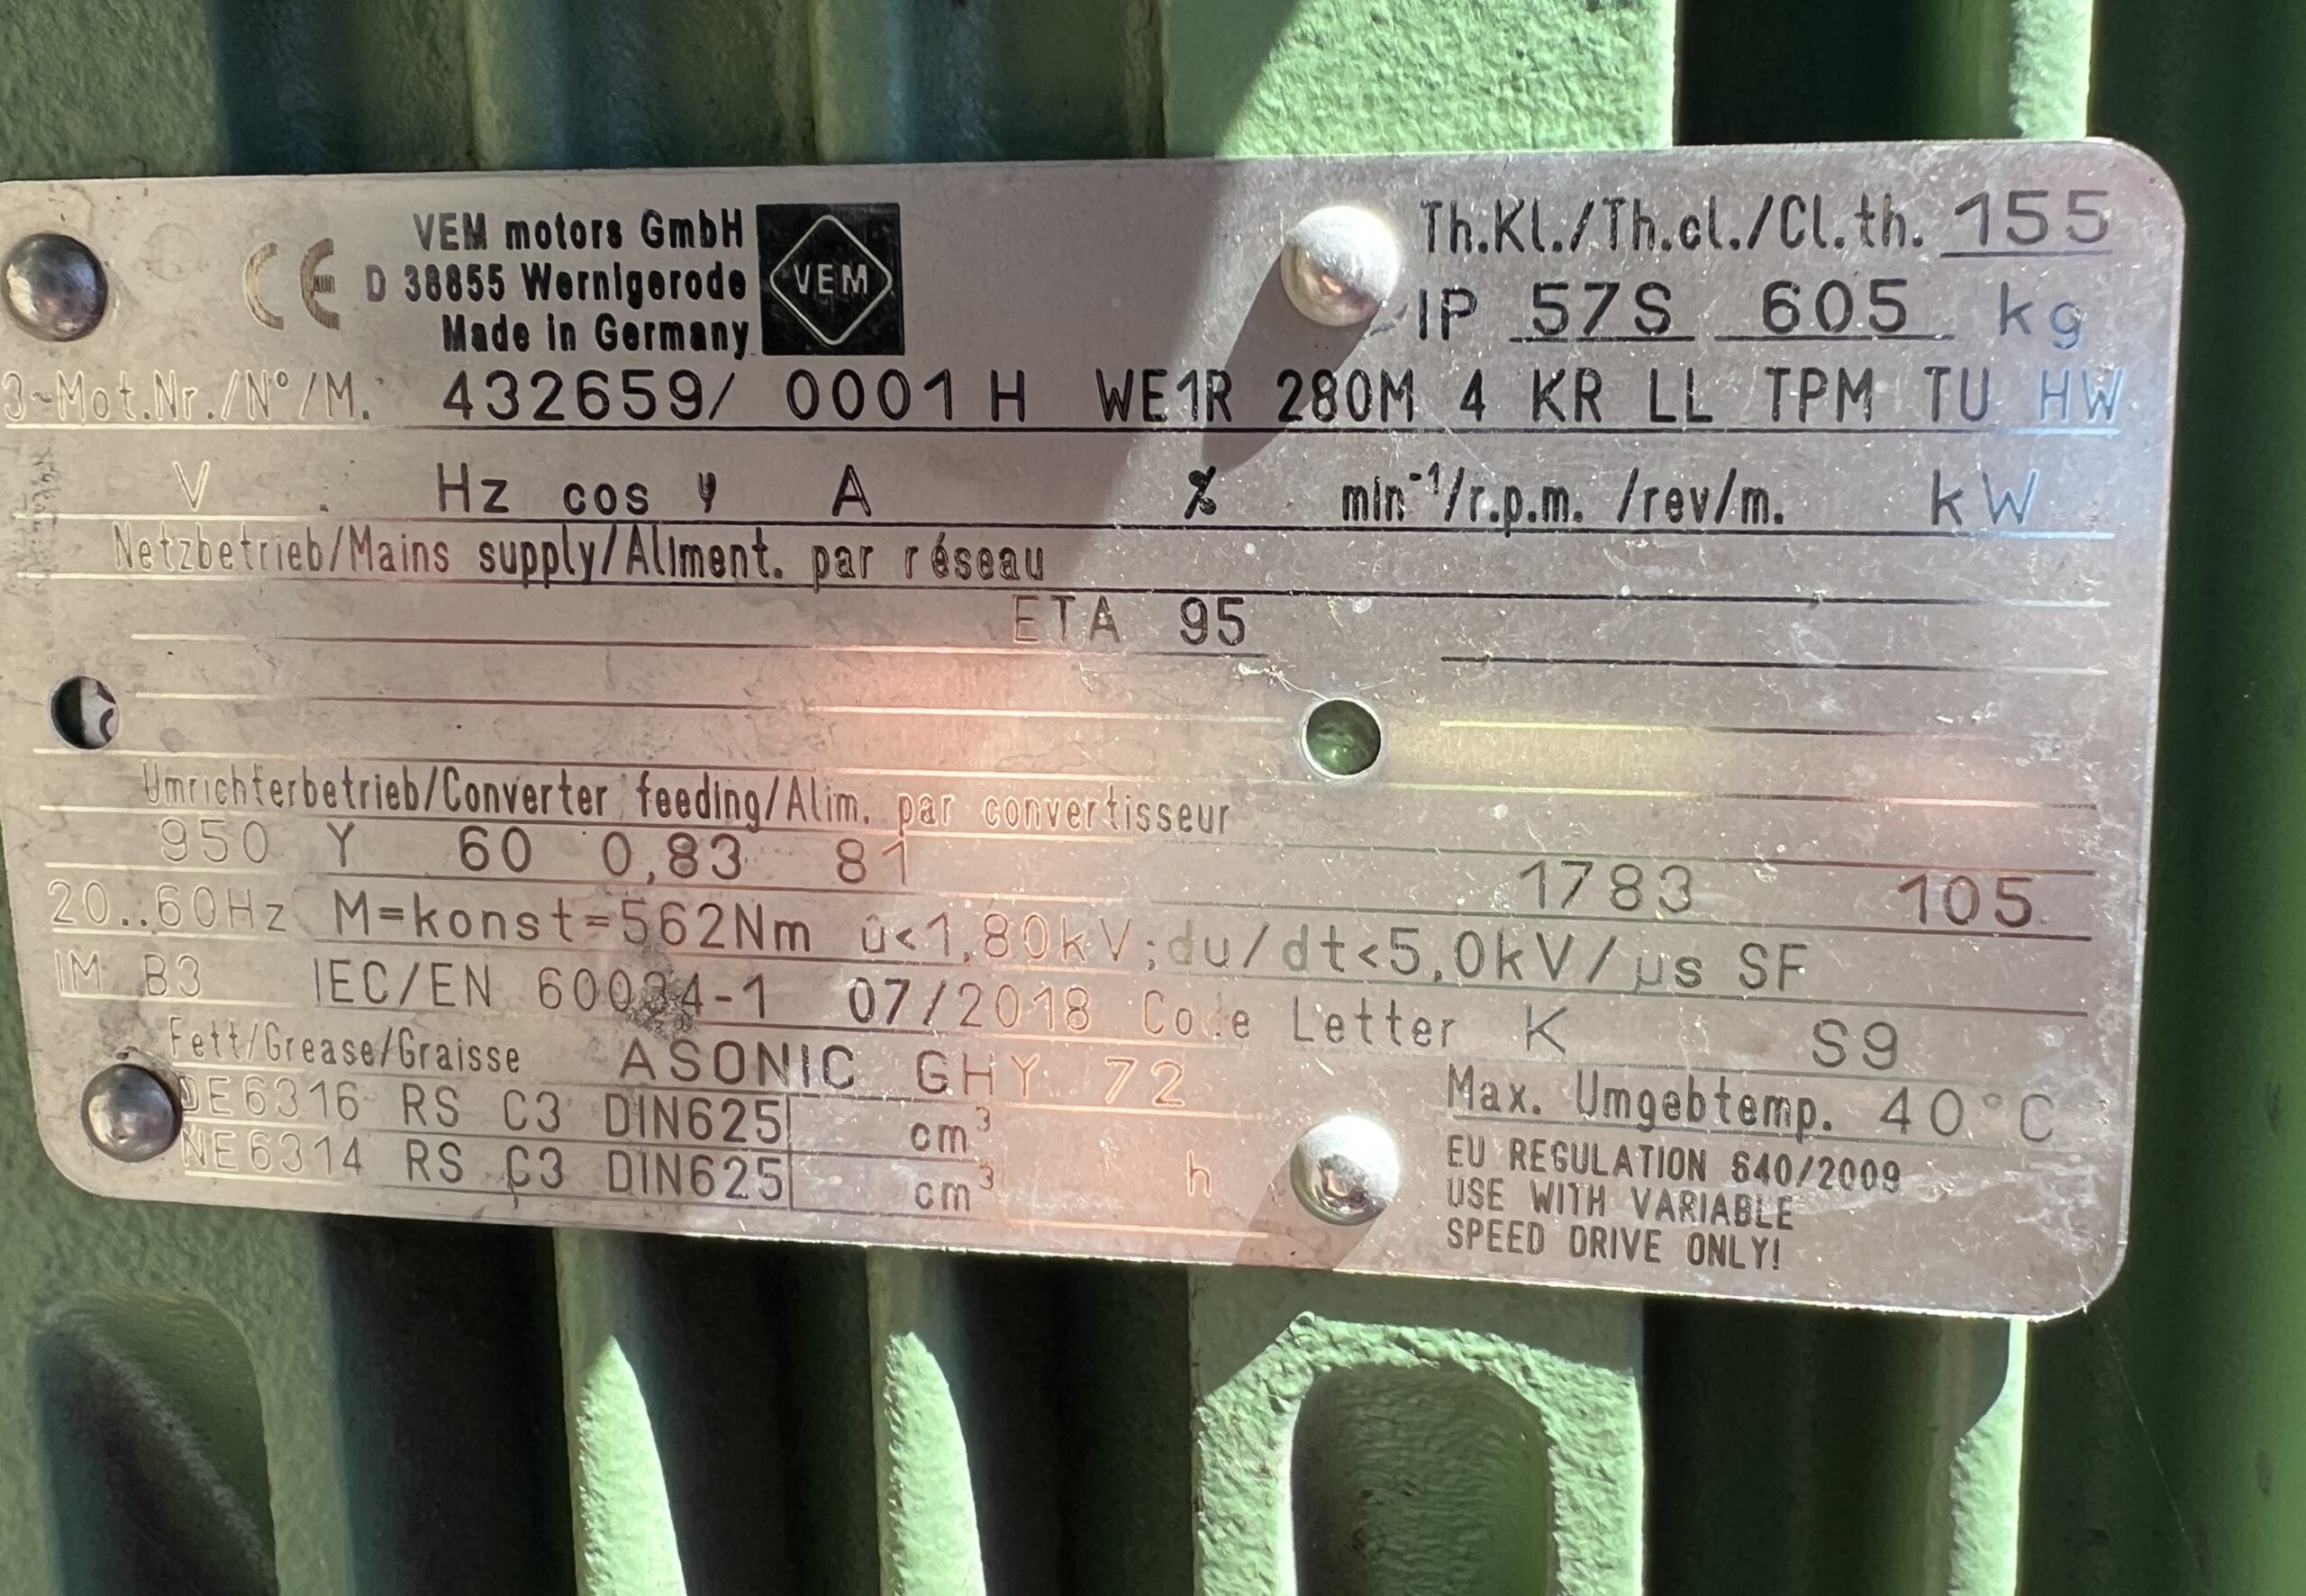 CE
VEM motors GmbH
D 38855 Wernigerode
Made in Germany
VEM
Th.Kl./Th.cl./Cl.th. 155
IP 57S 605 kg
3~Mot.Nr./N°/M. 432659/ 0001 H WE1R 280M 4 KR LL TPM TU HW
V Hz cos φ A % min⁻¹/r.p.m. /rev/m. kW
Netzbetrieb/Mains supply/Aliment. par réseau
ETA 95
Umrichterbetrieb/Converter feeding/Alim. par convertisseur
950 Y 60 0,83 81 1783 105
20..60Hz M=konst=562Nm û<1,80kV;du/dt<5,0kV/µs SF
IM B3 IEC/EN 60034-1 07/2018 Code Letter K S9
Fett/Grease/Graisse ASONIC GHY 72
DE6316 RS C3 DIN625 cm³
NE6314 RS C3 DIN625 cm³ h
Max. Umgebtemp. 40°C
EU REGULATION 640/2009
USE WITH VARIABLE
SPEED DRIVE ONLY!